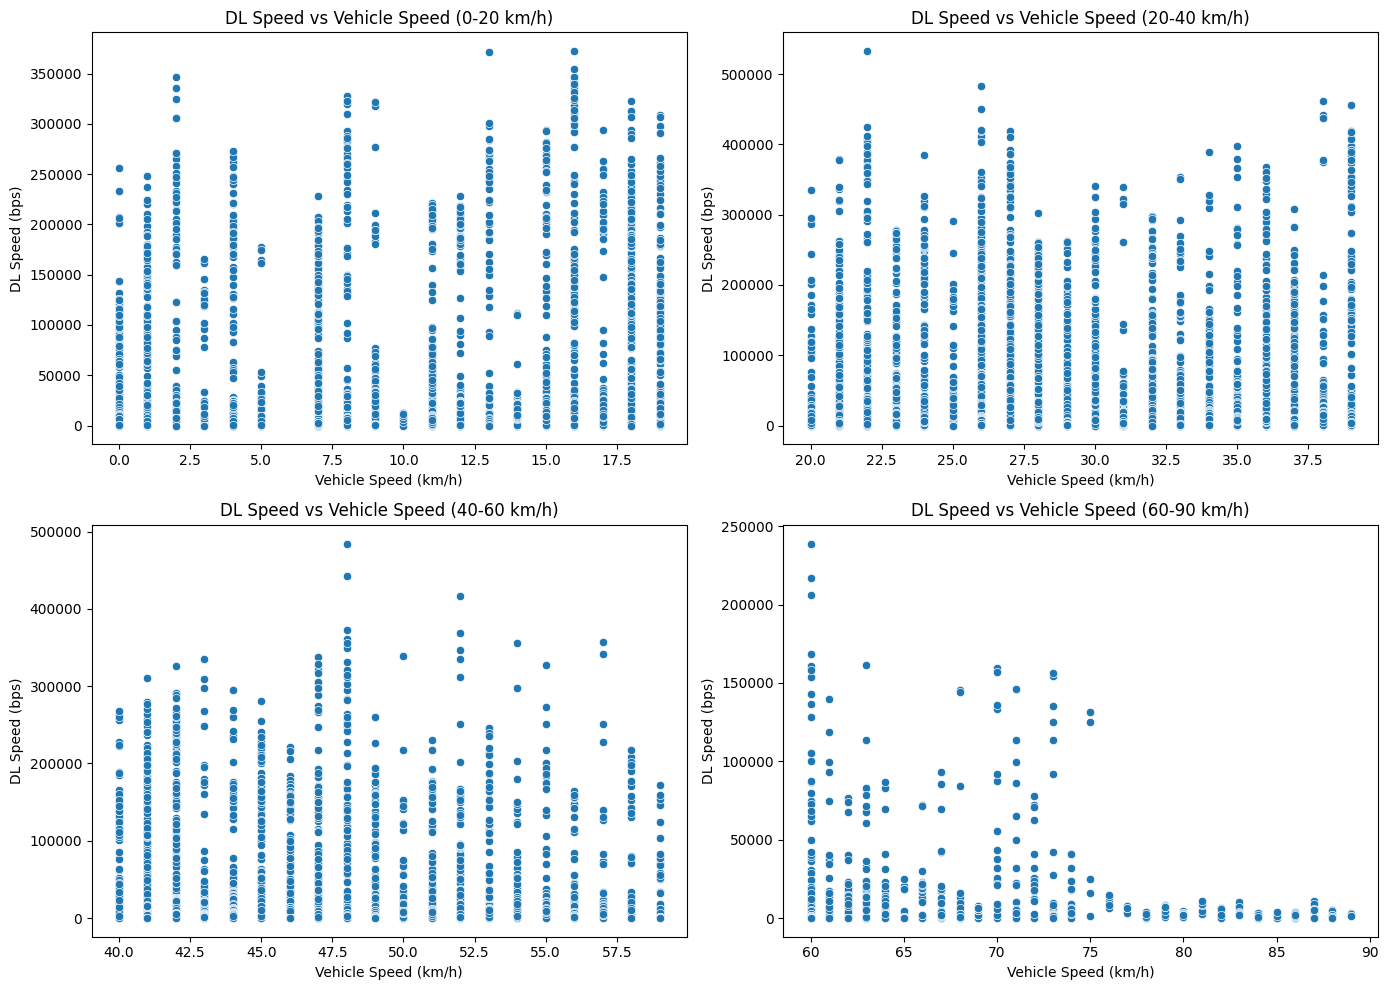 DL Speed vs Vehicle Speed (0-20 km/h)
DL Speed (bps)
350000
300000
250000
200000
150000
100000
50000
0
0.0 2.5 5.0 7.5 10.0 12.5 15.0 17.5
Vehicle Speed (km/h)
DL Speed vs Vehicle Speed (20-40 km/h)
DL Speed (bps)
500000
400000
300000
200000
100000
0
20.0 22.5 25.0 27.5 30.0 32.5 35.0 37.5
Vehicle Speed (km/h)
DL Speed vs Vehicle Speed (40-60 km/h)
DL Speed (bps)
500000
400000
300000
200000
100000
0
40.0 42.5 45.0 47.5 50.0 52.5 55.0 57.5
Vehicle Speed (km/h)
DL Speed vs Vehicle Speed (60-90 km/h)
DL Speed (bps)
250000
200000
150000
100000
50000
0
60 65 70 75 80 85 90
Vehicle Speed (km/h)